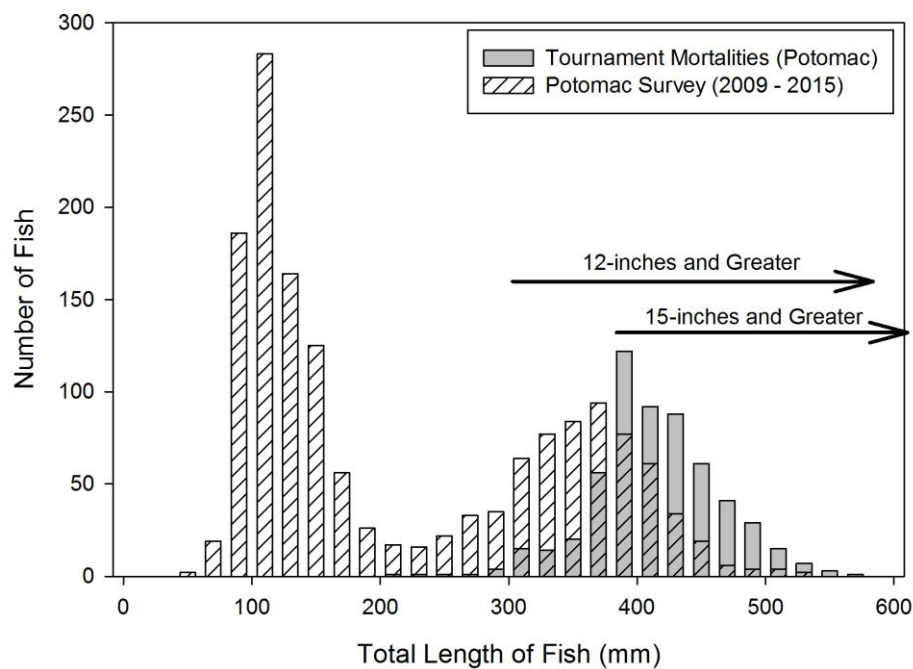 300
250
200
150
100
50
0
Number of Fish
Tournament Mortalities (Potomac)
Potomac Survey (2009 - 2015)
12-inches and Greater
15-inches and Greater
0 100 200 300 400 500 600
Total Length of Fish (mm)